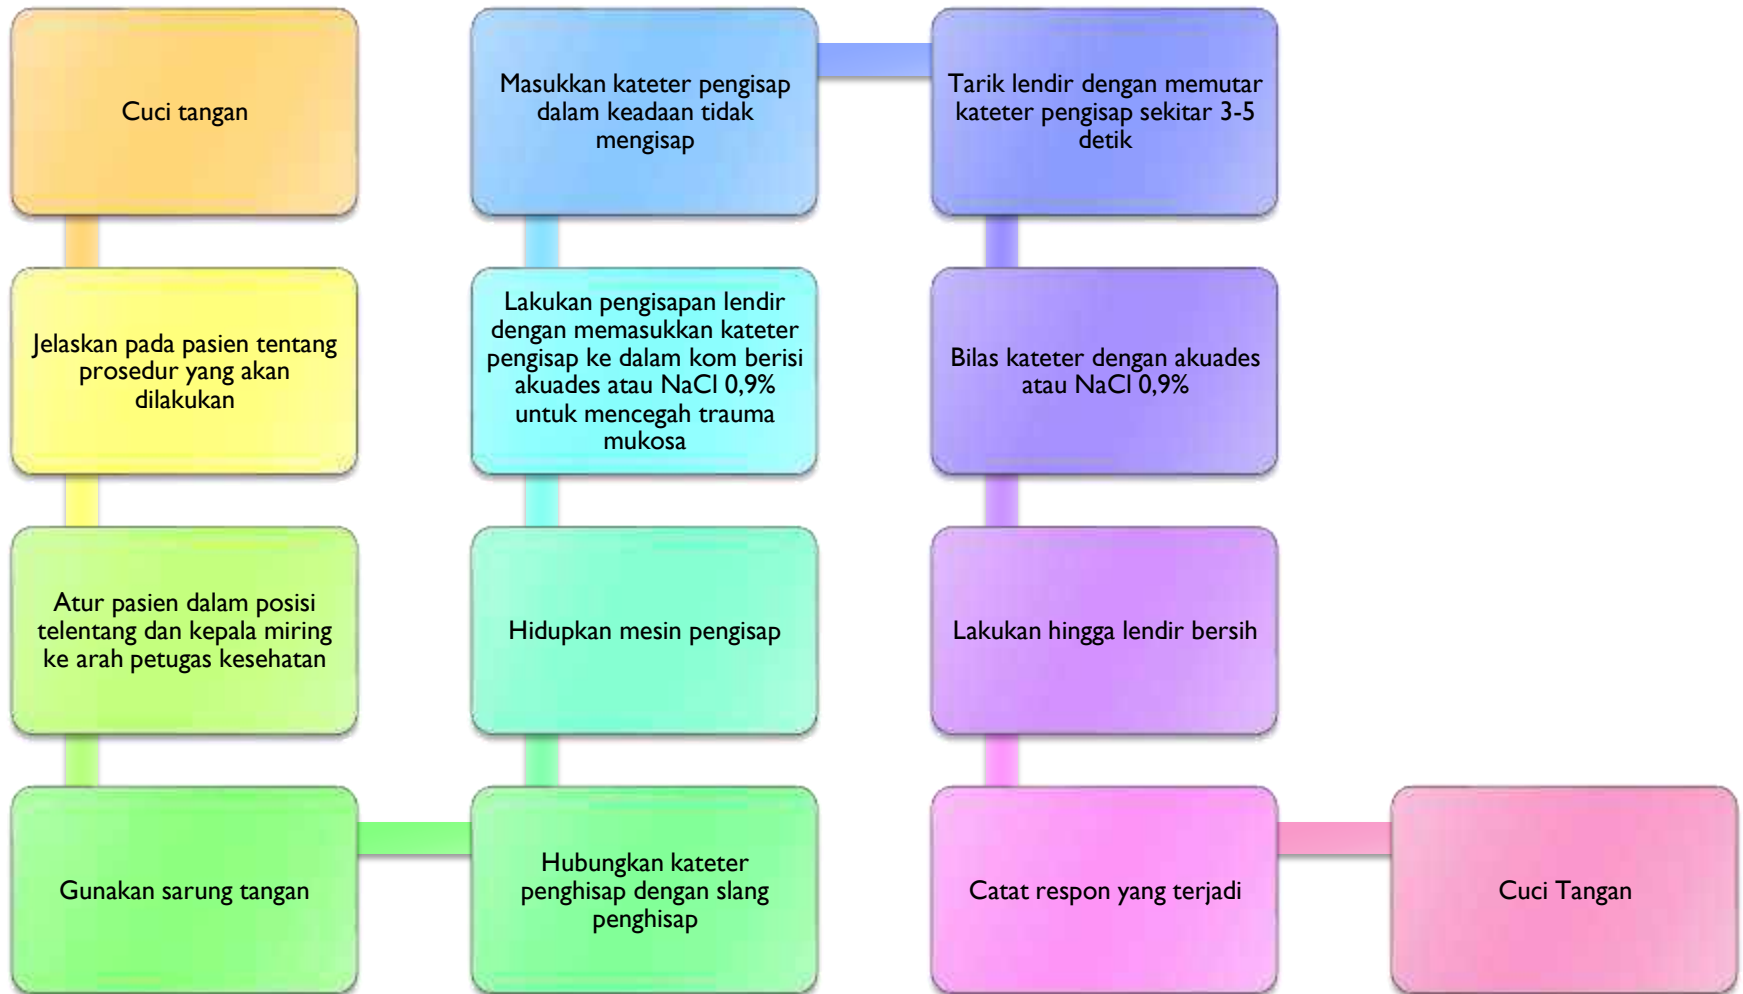 Cuci tangan
Jelaskan pada pasien tentang
prosedur yang akan
dilakukan
Atur pasien dalam posisi
telentang dan kepala miring
ke arah petugas kesehatan
Gunakan sarung tangan
Hubungkan kateter
penghisap dengan slang
penghisap
Hidupkan mesin pengisap
Lakukan pengisapan lendir
dengan memasukkan kateter
pengisap ke dalam kom berisi
akuades atau NaCl 0,9%
untuk mencegah trauma
mukosa
Masukkan kateter pengisap
dalam keadaan tidak
mengisap
Tarik lendir dengan memutar
kateter pengisap sekitar 3-5
detik
Bilas kateter dengan akuades
atau NaCl 0,9%
Lakukan hingga lendir bersih
Catat respon yang terjadi
Cuci Tangan